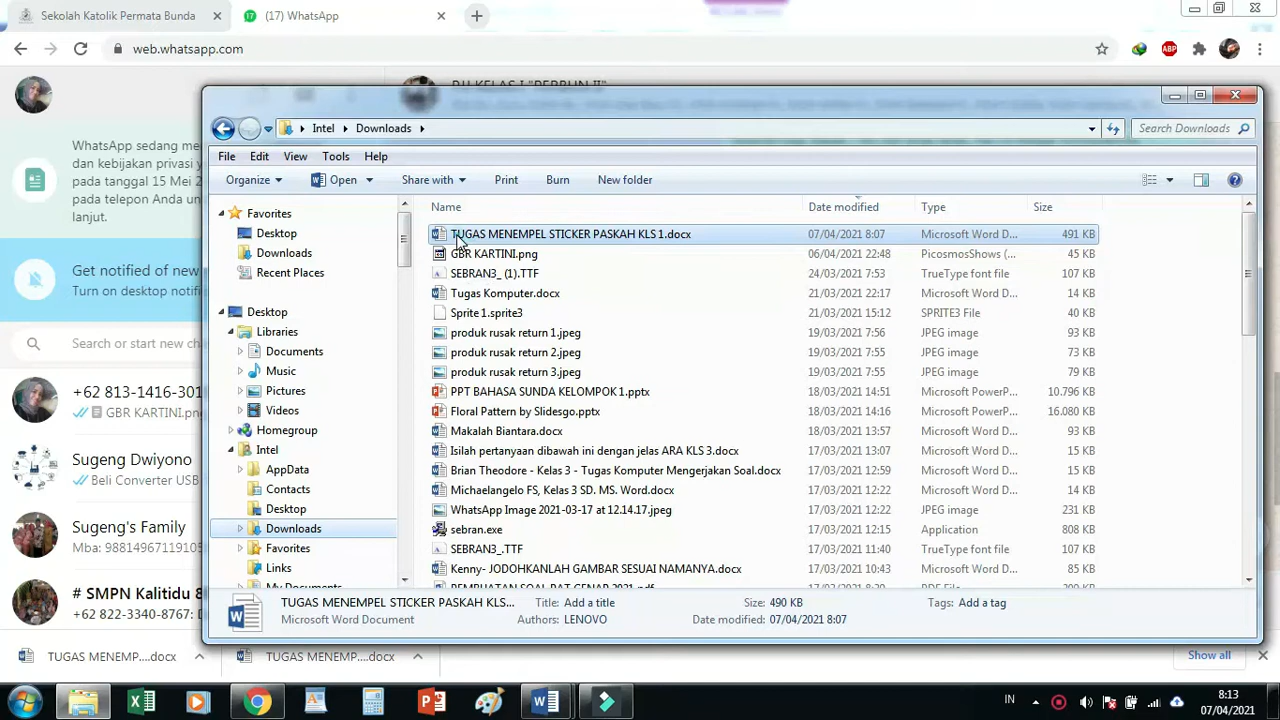 Sekolah Katolik Permata Bunda
(17) WhatsApp
web.whatsapp.com
ABP
PJJ KELAS I "PERBUN II"
WhatsApp sedang me
dan kebijakan privasi y
pada tanggal 15 Mei 2
pada telepon Anda un
lanjut.
Get notified of new
Turn on desktop notif
Search or start new cha
+62 813-1416-301
GBR KARTINI.png
Sugeng Dwiyono
Beli Converter USB
Sugeng's Family
Mba: 98814967119105
# SMPN Kalitidu 8
+62 822-3340-8767:
Intel
Downloads
Search Downloads
File Edit View Tools Help
Organize Open Share with Print Burn New folder
Favorites
Desktop
Downloads
Recent Places
Desktop
Libraries
Documents
Music
Pictures
Videos
Homegroup
Intel
AppData
Contacts
Desktop
Downloads
Favorites
Links
My Documents
Name Date modified Type Size
TUGAS MENEMPEL STICKER PASKAH KLS 1.docx 07/04/2021 8:07 Microsoft Word D... 491 KB
GBR KARTINI.png 06/04/2021 22:48 PicosmosShows (... 45 KB
SEBRAN3_ (1).TTF 24/03/2021 7:53 TrueType font file 107 KB
Tugas Komputer.docx 21/03/2021 22:17 Microsoft Word D... 14 KB
Sprite 1.sprite3 21/03/2021 15:12 SPRITE3 File 40 KB
produk rusak return 1.jpeg 19/03/2021 7:56 JPEG image 93 KB
produk rusak return 2.jpeg 19/03/2021 7:55 JPEG image 73 KB
produk rusak return 3.jpeg 19/03/2021 7:55 JPEG image 79 KB
PPT BAHASA SUNDA KELOMPOK 1.pptx 18/03/2021 14:51 Microsoft PowerP... 10.796 KB
Floral Pattern by Slidesgo.pptx 18/03/2021 14:16 Microsoft PowerP... 16.080 KB
Makalah Biantara.docx 18/03/2021 13:57 Microsoft Word D... 93 KB
Isilah pertanyaan dibawah ini dengan jelas ARA KLS 3.docx 17/03/2021 13:07 Microsoft Word D... 15 KB
Brian Theodore - Kelas 3 - Tugas Komputer Mengerjakan Soal.docx 17/03/2021 12:59 Microsoft Word D... 15 KB
Michaelangelo FS, Kelas 3 SD. MS. Word.docx 17/03/2021 12:22 Microsoft Word D... 14 KB
WhatsApp Image 2021-03-17 at 12.14.17.jpeg 17/03/2021 12:22 JPEG image 231 KB
sebran.exe 17/03/2021 12:15 Application 808 KB
SEBRAN3_.TTF 17/03/2021 11:40 TrueType font file 107 KB
Kenny- JODOHKANLAH GAMBAR SESUAI NAMANYA.docx 17/03/2021 10:43 Microsoft Word D... 85 KB
TUGAS MENEMPEL STICKER PASKAH KLS... Title: Add a title Size: 490 KB Tags: Add a tag
Microsoft Word Document Authors: LENOVO Date modified: 07/04/2021 8:07
TUGAS MENEMP....docx
TUGAS MENEMP....docx
Show all
IN
8:13
07/04/2021